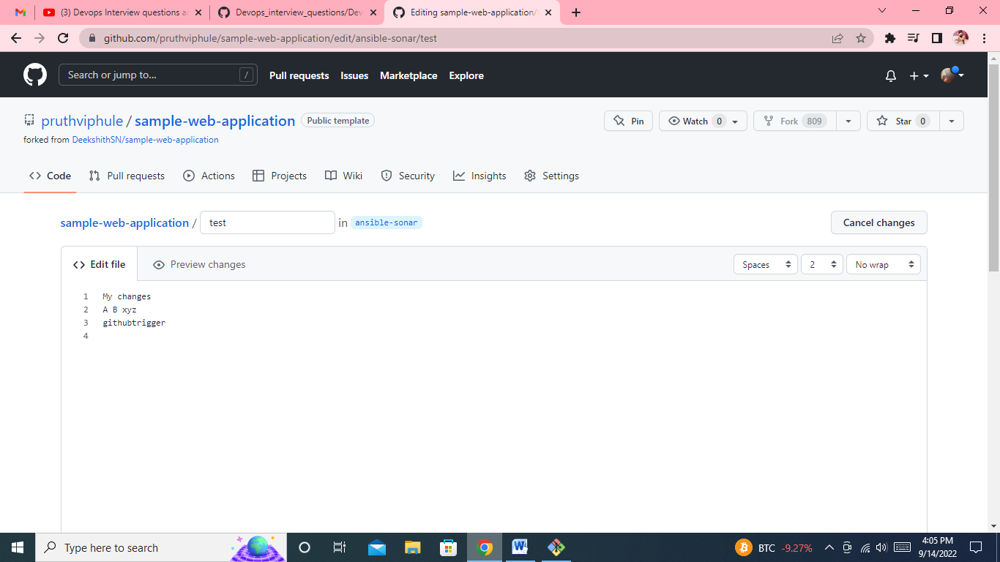 (3) Devops Interview questions a
Devops_interview_questions/Dev
Editing sample-web-application/
github.com/pruthviphule/sample-web-application/edit/ansible-sonar/test
Search or jump to... /
Pull requests Issues Marketplace Explore
pruthviphule / sample-web-application Public template
Pin Watch 0 Fork 809 Star 0
forked from DeekshithSN/sample-web-application
Code Pull requests Actions Projects Wiki Security Insights Settings
sample-web-application / test in ansible-sonar Cancel changes
Edit file Preview changes Spaces 2 No wrap
1 My changes
2 A B xyz
3 githubtrigger
4
Type here to search
BTC -9.27%
4:05 PM
9/14/2022